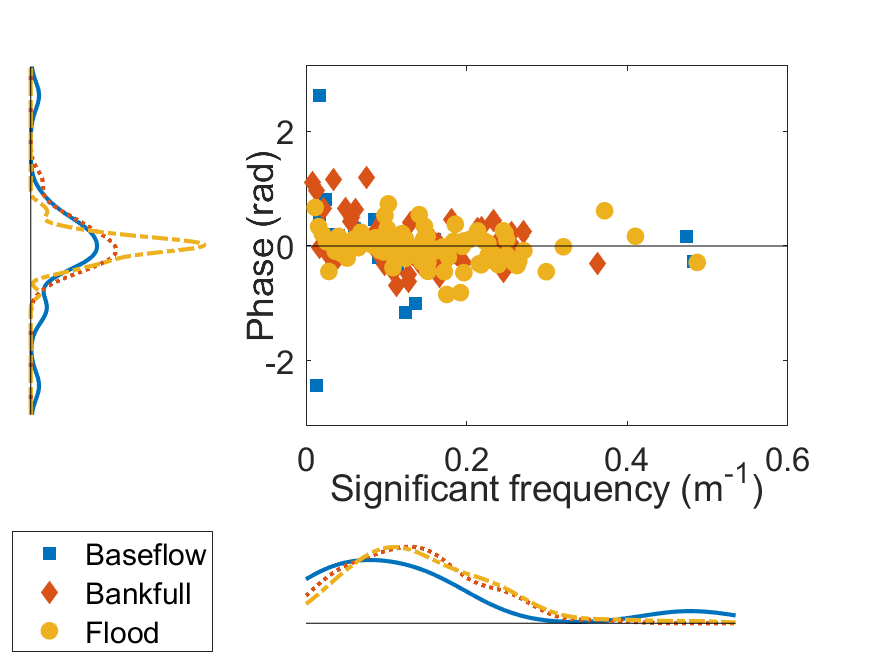 2
0
-2
Phase (rad)
0 0.2 0.4 0.6
Significant frequency (m⁻¹)
Baseflow
Bankfull
Flood